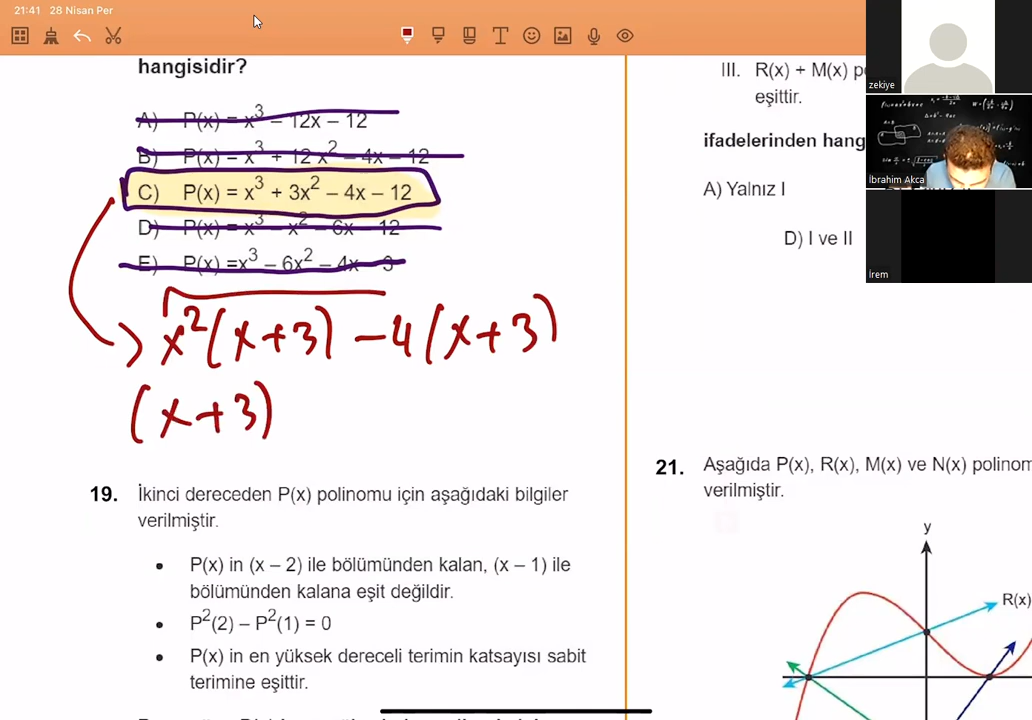 21:41 28 Nisan Per
hangisidir?
A) P(x) = x³ – 12x – 12
B) P(x) = x³ + 12x² – 4x – 12
C) P(x) = x³ + 3x² – 4x – 12
D) P(x) = x³ – x² – 6x – 12
E) P(x) =x³ – 6x² – 4x – 3
x²(x+3) – 4(x+3)
(x+3)
19. İkinci dereceden P(x) polinomu için aşağıdaki bilgiler
verilmiştir.
• P(x) in (x – 2) ile bölümünden kalan, (x – 1) ile
bölümünden kalana eşit değildir.
• P²(2) – P²(1) = 0
• P(x) in en yüksek dereceli terimin katsayısı sabit
terimine eşittir.
III. R(x) + M(x) p
eşittir.
ifadelerinden hang
A) Yalnız I
D) I ve II
21. Aşağıda P(x), R(x), M(x) ve N(x) polinom
verilmiştir.
y
R(x)
zekiye
İbrahim Akca
İrem